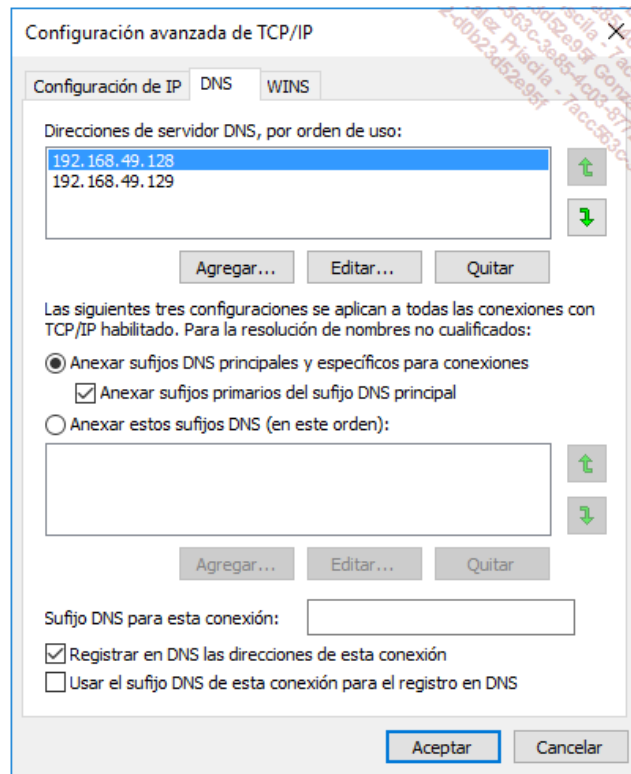 Configuración avanzada de TCP/IP
Configuración de IP DNS WINS
Direcciones de servidor DNS, por orden de uso:
192.168.49.128
192.168.49.129
Agregar... Editar... Quitar
Las siguientes tres configuraciones se aplican a todas las conexiones con
TCP/IP habilitado. Para la resolución de nombres no cualificados:
Anexar sufijos DNS principales y específicos para conexiones
Anexar sufijos primarios del sufijo DNS principal
Anexar estos sufijos DNS (en este orden):
Agregar... Editar... Quitar
Sufijo DNS para esta conexión:
Registrar en DNS las direcciones de esta conexión
Usar el sufijo DNS de esta conexión para el registro en DNS
Aceptar Cancelar